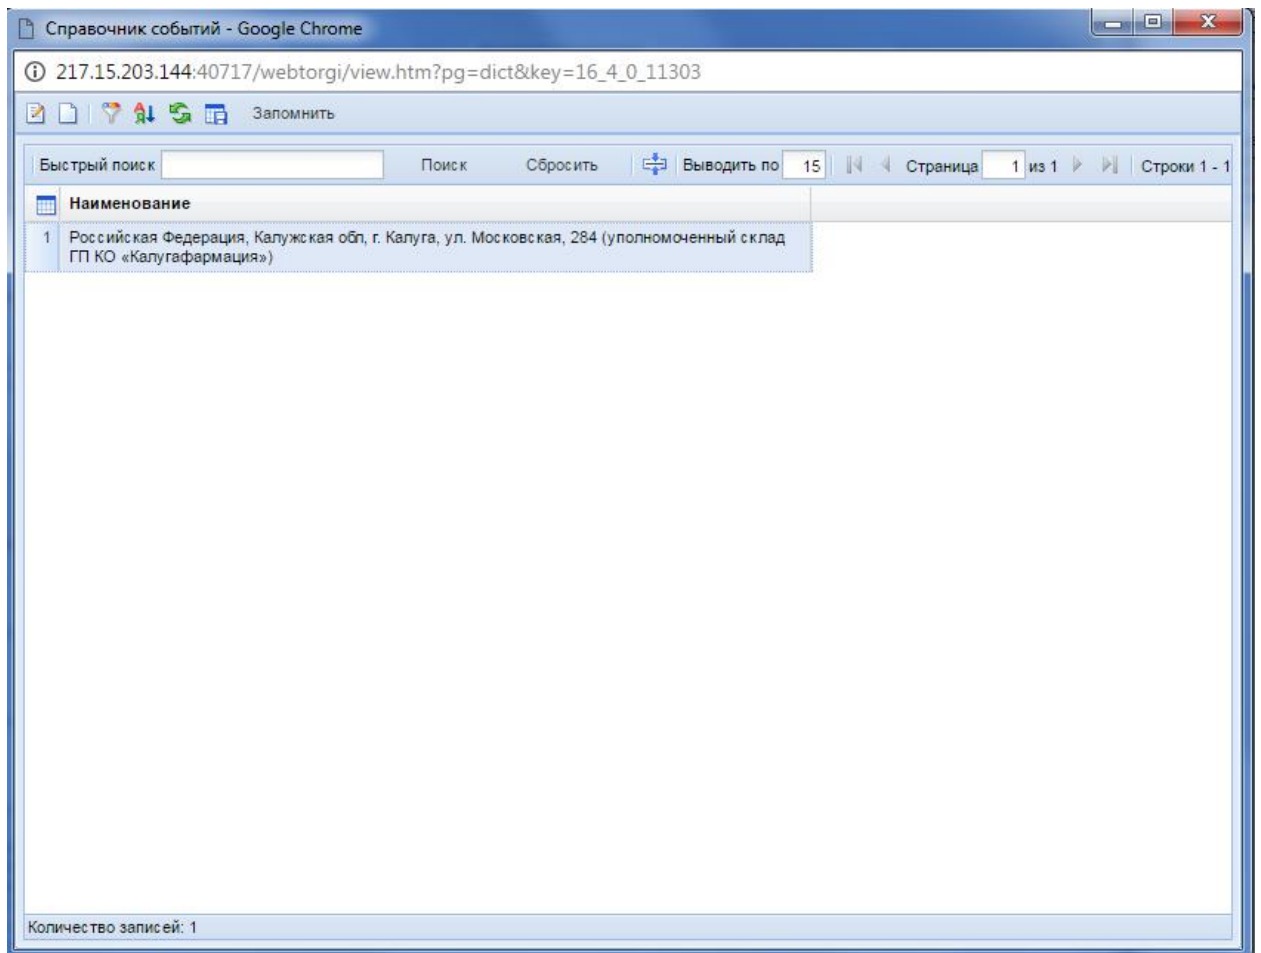 Справочник событий - Google Chrome
217.15.203.144:40717/webtorgi/view.htm?pg=dict&key=16_4_0_11303
Запомнить
Быстрый поиск Поиск Сбросить Выводить по 15 Страница 1 из 1 Строки 1 - 1
Наименование
1 Российская Федерация, Калужская обл, г. Калуга, ул. Московская, 284 (уполномоченный склад
ГП КО «Калугафармация»)
Количество записей: 1